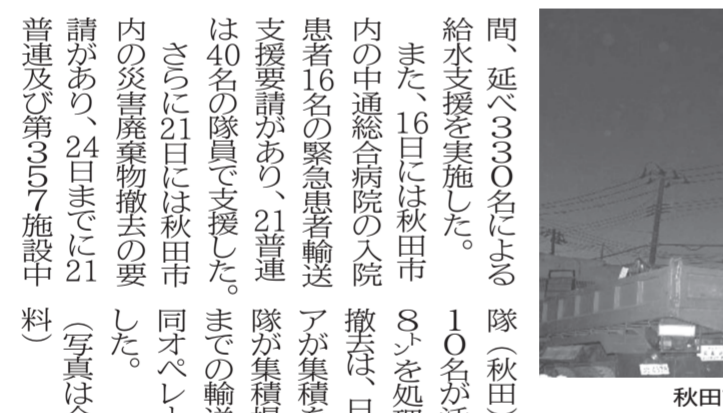 間、延べ３３０名による
給水支援を実施した。
また、16日には秋田市
内の中通総合病院の入院
患者16名の緊急患者輸送
支援要請があり、21普連
は40名の隊員で支援した。
さらに21日には秋田市
内の災害廃棄物撤去の要
請があり、24日までに21
普連及び第３５７施設中
隊（秋田）
１０名が
８㌧を処理
撤去は、
アが集積を
隊が集積場
までの輸送
同オペレー
した。
（写真は
料）
秋田